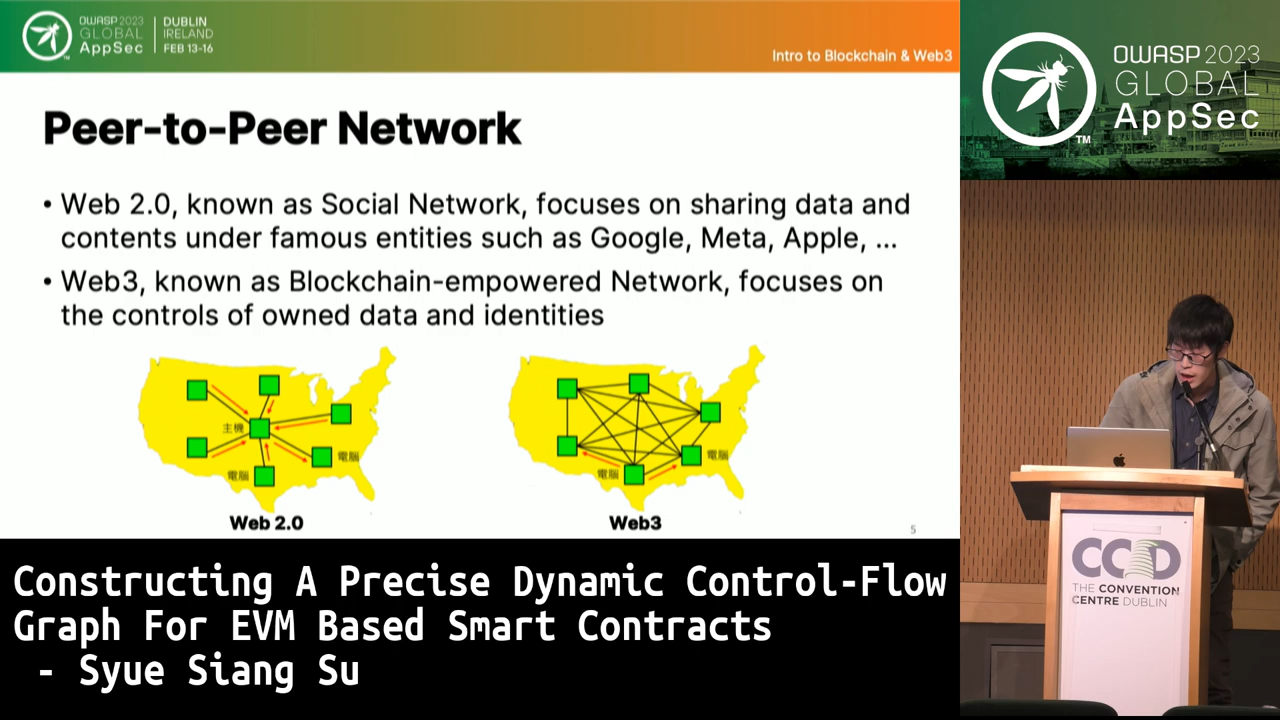 OWASP 2023
GLOBAL
AppSec
DUBLIN
IRELAND
FEB 13-16
Intro to Blockchain & Web3
Peer-to-Peer Network
• Web 2.0, known as Social Network, focuses on sharing data and
contents under famous entities such as Google, Meta, Apple, ...
• Web3, known as Blockchain-empowered Network, focuses on
the controls of owned data and identities
主機
電腦
電腦
Web 2.0
電腦
電腦
Web3
5
OWASP 2023
GLOBAL
AppSec
TM
CCD
THE CONVENTION
CENTRE DUBLIN
Constructing A Precise Dynamic Control-Flow
Graph For EVM Based Smart Contracts
- Syue Siang Su